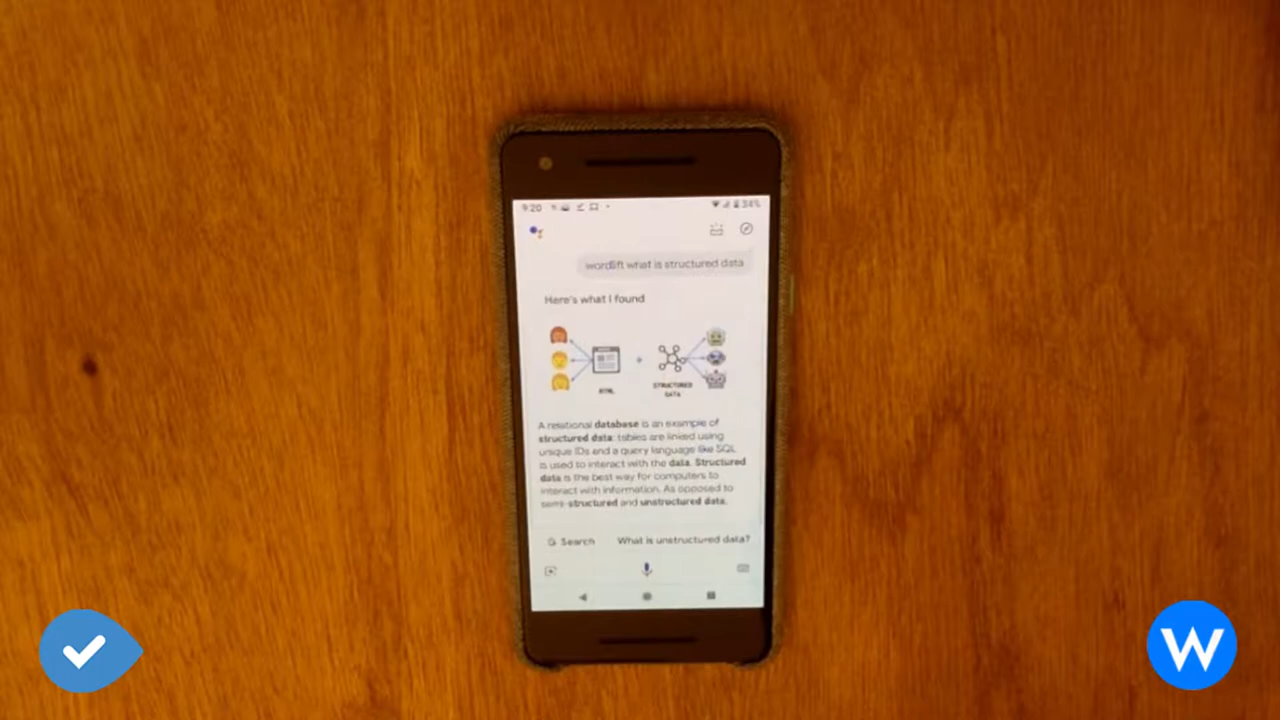 9:20
34%
wordlift what is structured data
Here's what I found
HTML
STRUCTURED
DATA
A relational database is an example of
structured data: tables are linked using
unique IDs and a query language like SQL
is used to interact with the data. Structured
data is the best way for computers to
interact with information. As opposed to
semi-structured and unstructured data.
G Search
What is unstructured data?
W